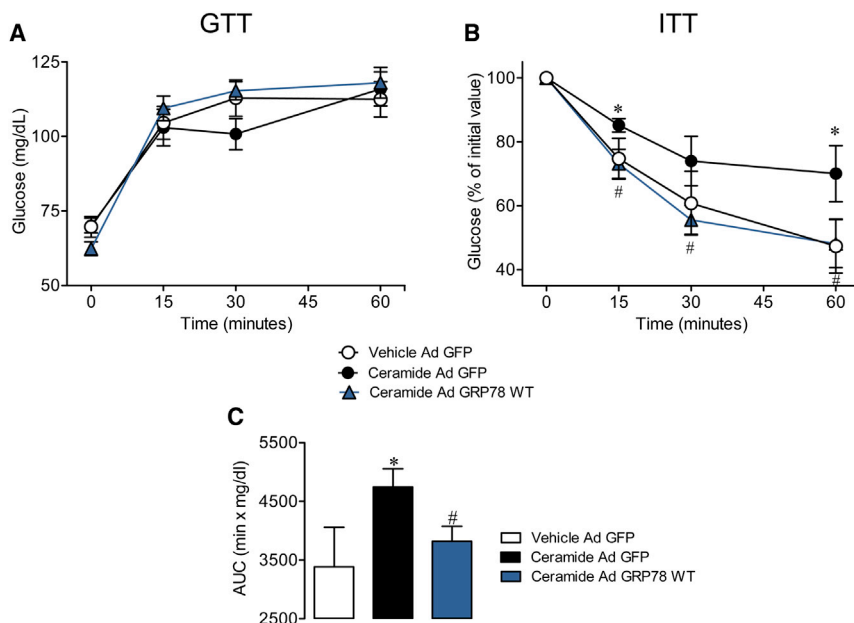 GTT
ITT
A
B
125
100
75
50
Glucose (mg/dL)
0
15
30
45
60
Time (minutes)
100
80
60
40
Glucose (% of initial value)
*
*
#
#
#
0
15
30
45
60
Time (minutes)
Vehicle Ad GFP
Ceramide Ad GFP
Ceramide Ad GRP78 WT
C
5500
4500
3500
2500
AUC (min x mg/dl)
*
#
Vehicle Ad GFP
Ceramide Ad GFP
Ceramide Ad GRP78 WT